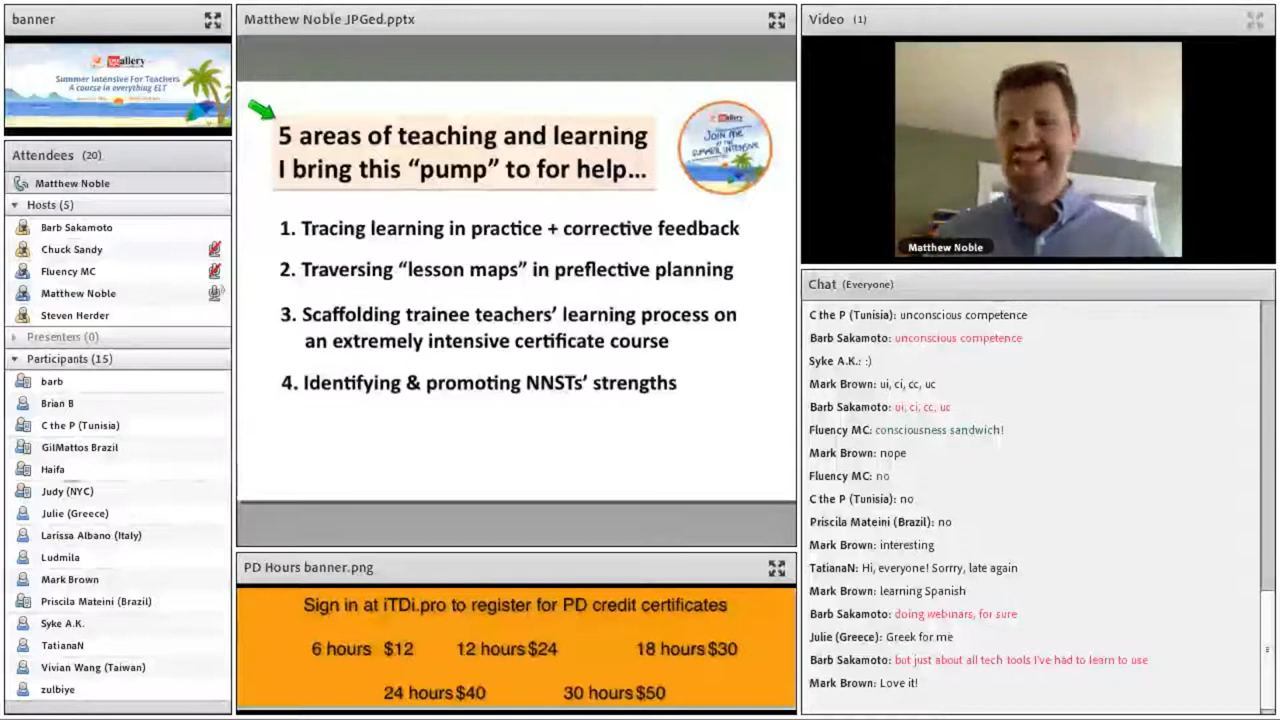 banner
WizIQ allery
Summer Intensive For Teachers
A course in everything ELT
Attendees (20)
Matthew Noble
Hosts (5)
Barb Sakamoto
Chuck Sandy
Fluency MC
Matthew Noble
Steven Herder
Presenters (0)
Participants (15)
barb
Brian B
C the P (Tunisia)
GilMattos Brazil
Haifa
Judy (NYC)
Julie (Greece)
Larissa Albano (Italy)
Ludmila
Mark Brown
Priscila Mateini (Brazil)
Syke A.K.
TatianaN
Vivian Wang (Taiwan)
zulbiye
Matthew Noble JPGed.pptx
5 areas of teaching and learning
I bring this “pump” to for help...
JOIN ME
AT THE
SUMMER INTENSIVE
1. Tracing learning in practice + corrective feedback
2. Traversing “lesson maps” in preflective planning
3. Scaffolding trainee teachers’ learning process on
an extremely intensive certificate course
4. Identifying & promoting NNSTs’ strengths
PD Hours banner.png
Sign in at iTDi.pro to register for PD credit certificates
6 hours $12 12 hours $24 18 hours $30
24 hours $40 30 hours $50
Video (1)
Matthew Noble
Chat (Everyone)
C the P (Tunisia): unconscious competence
Barb Sakamoto: unconscious competence
Syke A.K.: :)
Mark Brown: ui, ci, cc, uc
Barb Sakamoto: ui, ci, cc, uc
Fluency MC: consciousness sandwich!
Mark Brown: nope
Fluency MC: no
C the P (Tunisia): no
Priscila Mateini (Brazil): no
Mark Brown: interesting
TatianaN: Hi, everyone! Sorrry, late again
Mark Brown: learning Spanish
Barb Sakamoto: doing webinars, for sure
Julie (Greece): Greek for me
Barb Sakamoto: but just about all tech tools I've had to learn to use
Mark Brown: Love it!